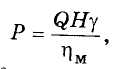 P = QHγ / η_м ,